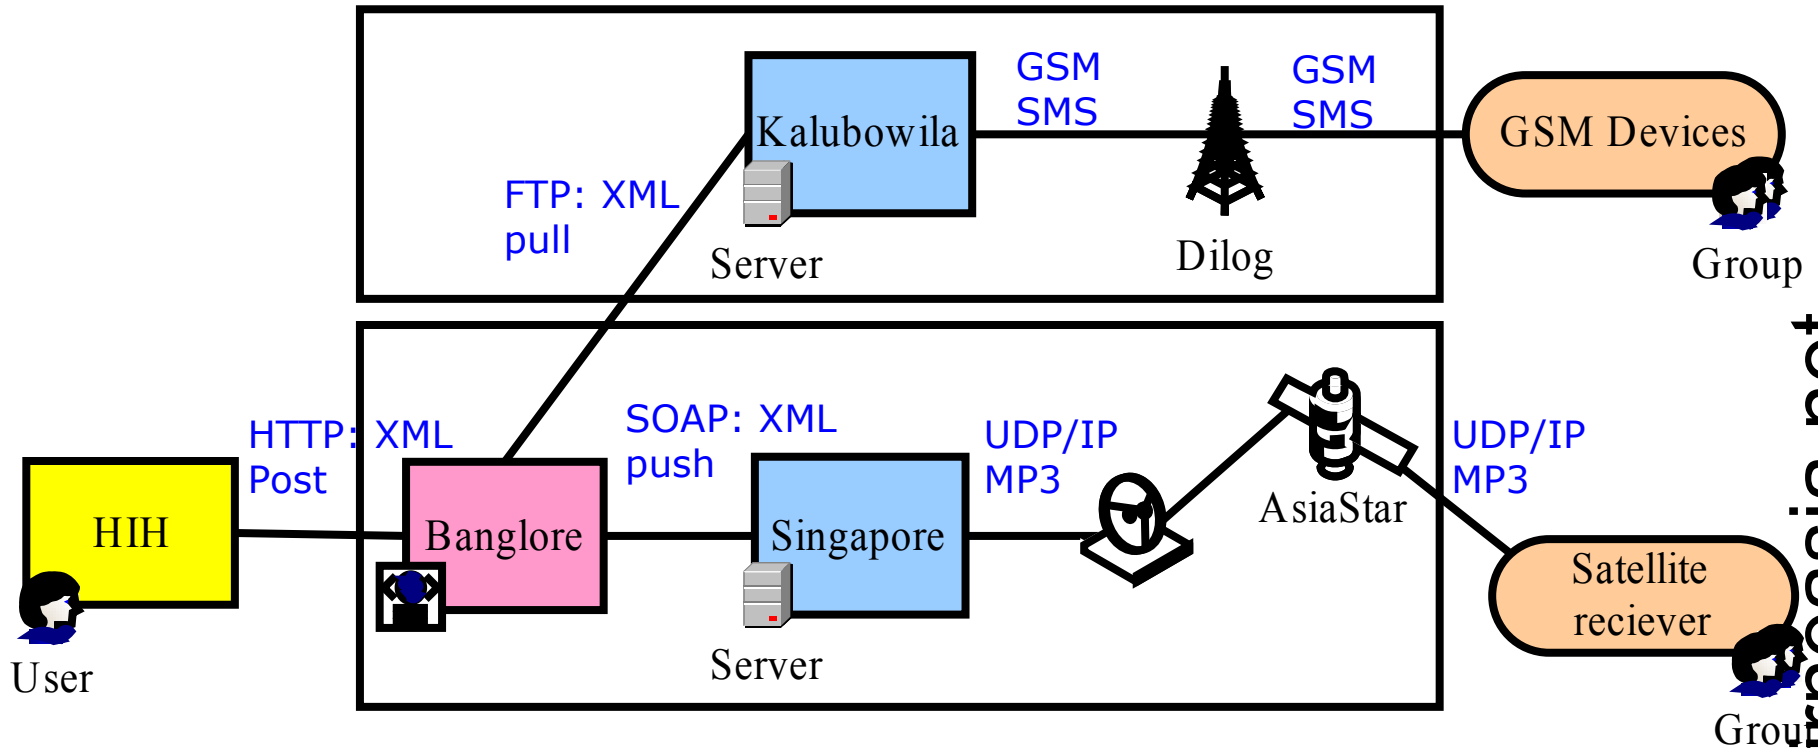 GSM
SMS
GSM
SMS
Kalubowila
GSM Devices
FTP: XML
pull
Server
Dilog
Group
HTTP: XML
Post
SOAP: XML
push
UDP/IP
MP3
UDP/IP
MP3
AsiaStar
HIH
Banglore
Singapore
Satellite
reciever
User
Server